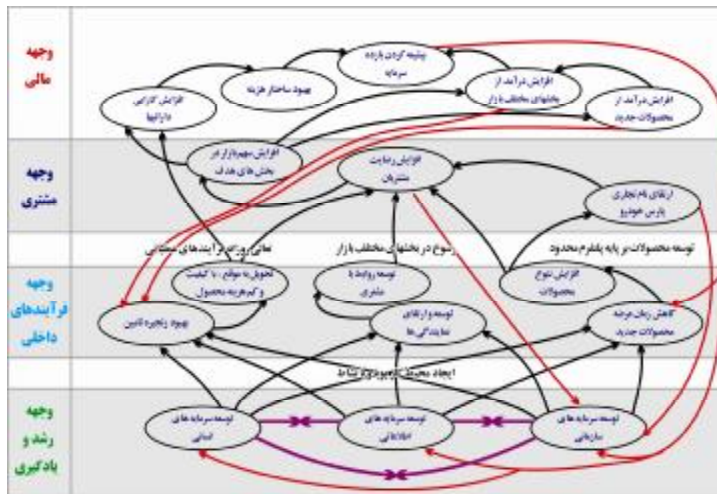 وجهه
مالی
بیشینه کردن بازده
سرمایه
بهبود ساختار هزینه
افزایش درآمد از
بخشهای مختلف بازار
افزایش درآمد از
محصولات جدید
افزایش کارایی
داراییها
وجهه
مشتری
افزایش سهم بازار در
بخش های هدف
افزایش رضایت
مشتریان
ارتقای نام تجاری
پارس خودرو
توسعه محصولات بر پایه پلتفرم محدود
رسوخ در بخشهای مختلف بازار
تعالی روزانه فرآیندهای عملیاتی
وجهه
فرآیندهای
داخلی
تحویل به موقع، با کیفیت
و کم هزینه محصول
توسعه روابط با
مشتری
افزایش تنوع
محصولات
بهبود زنجیره تامین
توسعه و ارتقای
نمایندگی ها
کاهش زمان عرضه
محصولات جدید
ایجاد محیط
وجهه
رشد و
یادگیری
توسعه سرمایه های
انسانی
توسعه سرمایه های
اطلاعاتی
توسعه سرمایه های
سازمانی